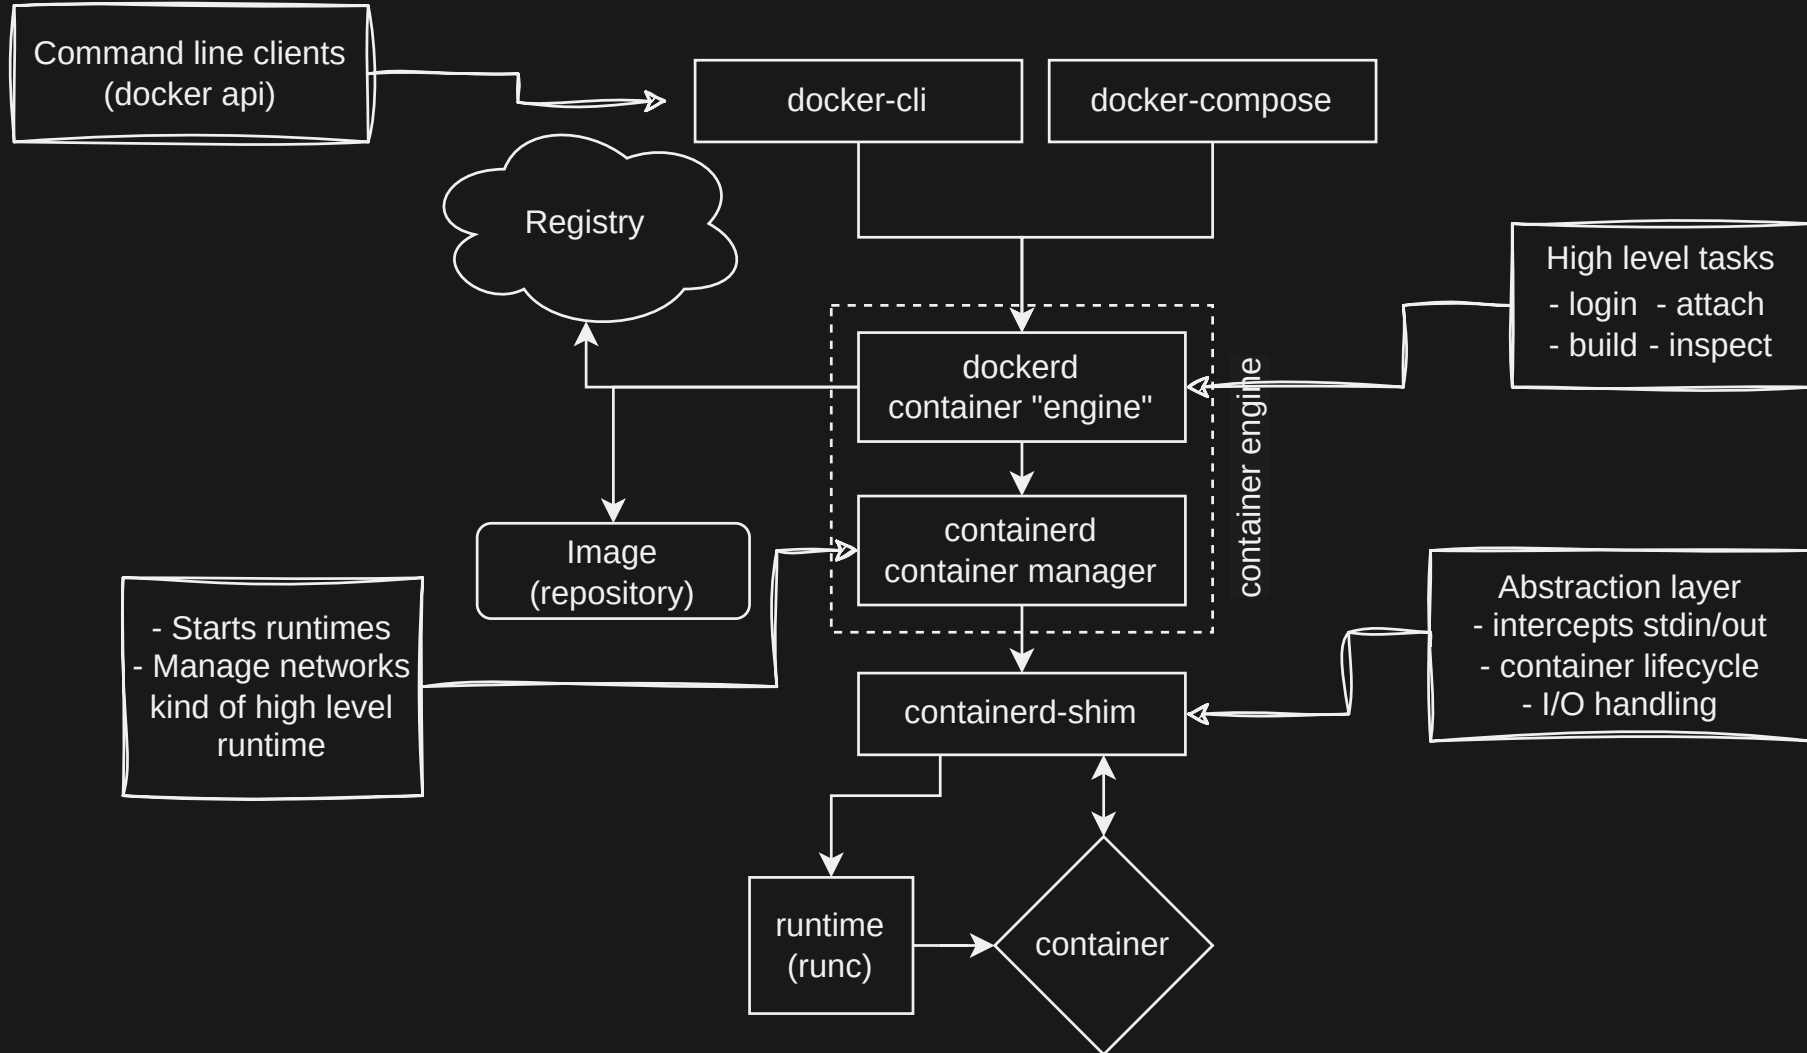 Command line clients
(docker api)
docker-cli
docker-compose
Registry
High level tasks
- login  - attach
- build - inspect
dockerd
container "engine"
container engine
containerd
container manager
Image
(repository)
- Starts runtimes
- Manage networks
kind of high level
runtime
Abstraction layer
- intercepts stdin/out
- container lifecycle
- I/O handling
containerd-shim
runtime
(runc)
container